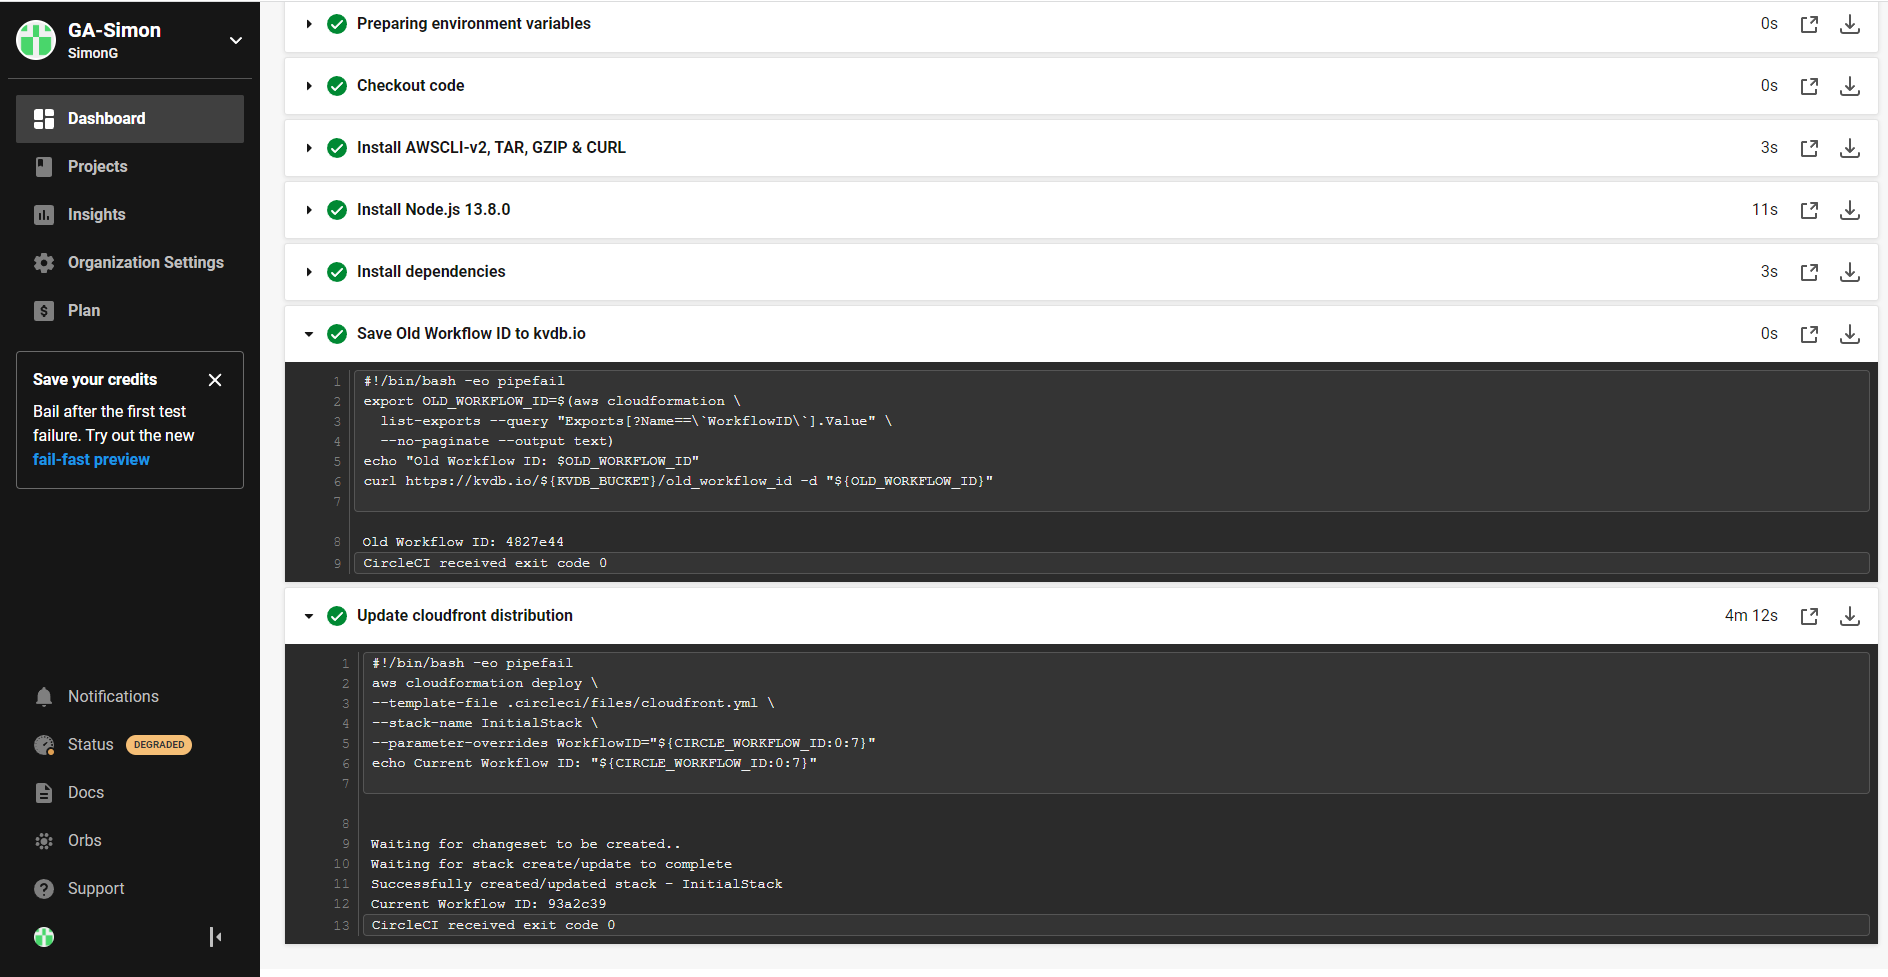 GA-Simon
SimonG
Dashboard
Projects
Insights
Organization Settings
Plan
Save your credits
Bail after the first test
failure. Try out the new
fail-fast preview
Notifications
Status DEGRADED
Docs
Orbs
Support
Preparing environment variables 0s
Checkout code 0s
Install AWSCLI-v2, TAR, GZIP & CURL 3s
Install Node.js 13.8.0 11s
Install dependencies 3s
Save Old Workflow ID to kvdb.io 0s
1 #!/bin/bash -eo pipefail
2 export OLD_WORKFLOW_ID=$(aws cloudformation \
3 list-exports --query "Exports[?Name==\`WorkflowID\`].Value" \
4 --no-paginate --output text)
5 echo "Old Workflow ID: $OLD_WORKFLOW_ID"
6 curl https://kvdb.io/${KVDB_BUCKET}/old_workflow_id -d "${OLD_WORKFLOW_ID}"
7
8 Old Workflow ID: 4827e44
9 CircleCI received exit code 0
Update cloudfront distribution 4m 12s
1 #!/bin/bash -eo pipefail
2 aws cloudformation deploy \
3 --template-file .circleci/files/cloudfront.yml \
4 --stack-name InitialStack \
5 --parameter-overrides WorkflowID="${CIRCLE_WORKFLOW_ID:0:7}"
6 echo Current Workflow ID: "${CIRCLE_WORKFLOW_ID:0:7}"
7
8
9 Waiting for changeset to be created..
10 Waiting for stack create/update to complete
11 Successfully created/updated stack - InitialStack
12 Current Workflow ID: 93a2c39
13 CircleCI received exit code 0